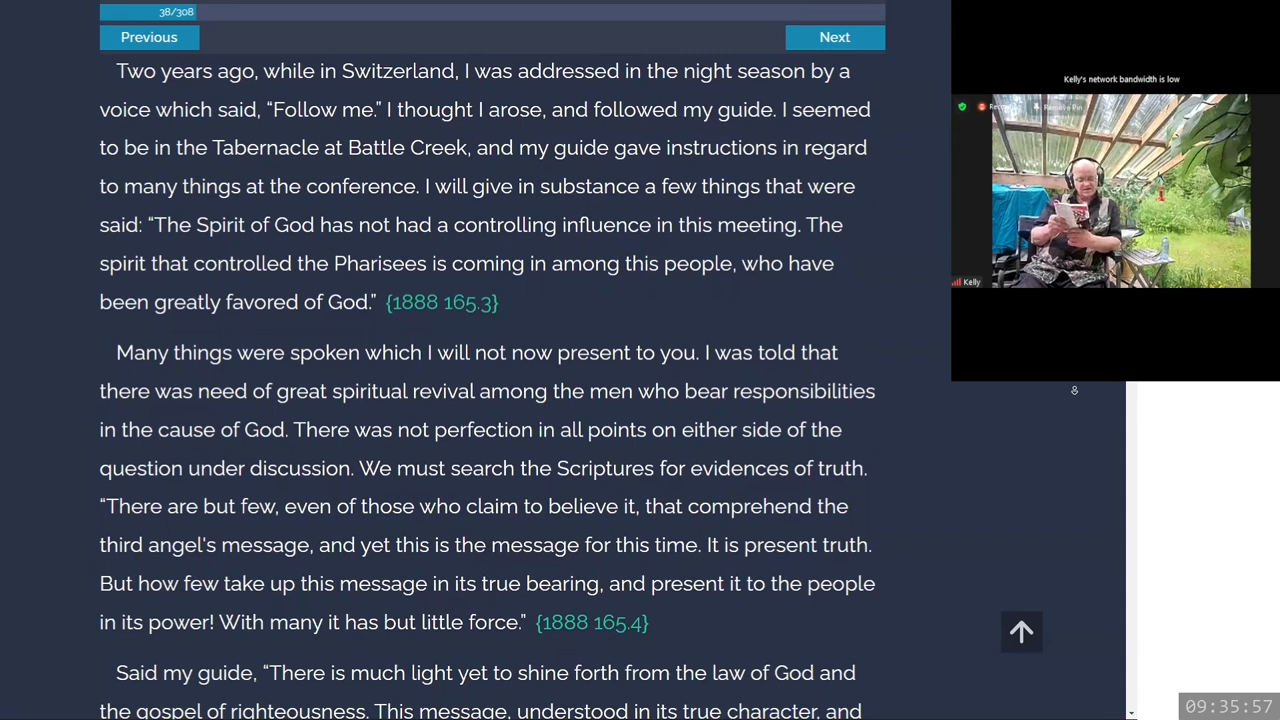 38/308
Previous
Next
Two years ago, while in Switzerland, I was addressed in the night season by a
voice which said, “Follow me.” I thought I arose, and followed my guide. I seemed
to be in the Tabernacle at Battle Creek, and my guide gave instructions in regard
to many things at the conference. I will give in substance a few things that were
said: “The Spirit of God has not had a controlling influence in this meeting. The
spirit that controlled the Pharisees is coming in among this people, who have
been greatly favored of God.” {1888 165.3}
Many things were spoken which I will not now present to you. I was told that
there was need of great spiritual revival among the men who bear responsibilities
in the cause of God. There was not perfection in all points on either side of the
question under discussion. We must search the Scriptures for evidences of truth.
“There are but few, even of those who claim to believe it, that comprehend the
third angel's message, and yet this is the message for this time. It is present truth.
But how few take up this message in its true bearing, and present it to the people
in its power! With many it has but little force.” {1888 165.4}
Said my guide, “There is much light yet to shine forth from the law of God and
the gospel of righteousness. This message, understood in its true character, and
Kelly's network bandwidth is low
Remove Pin
Kelly
09:35:57